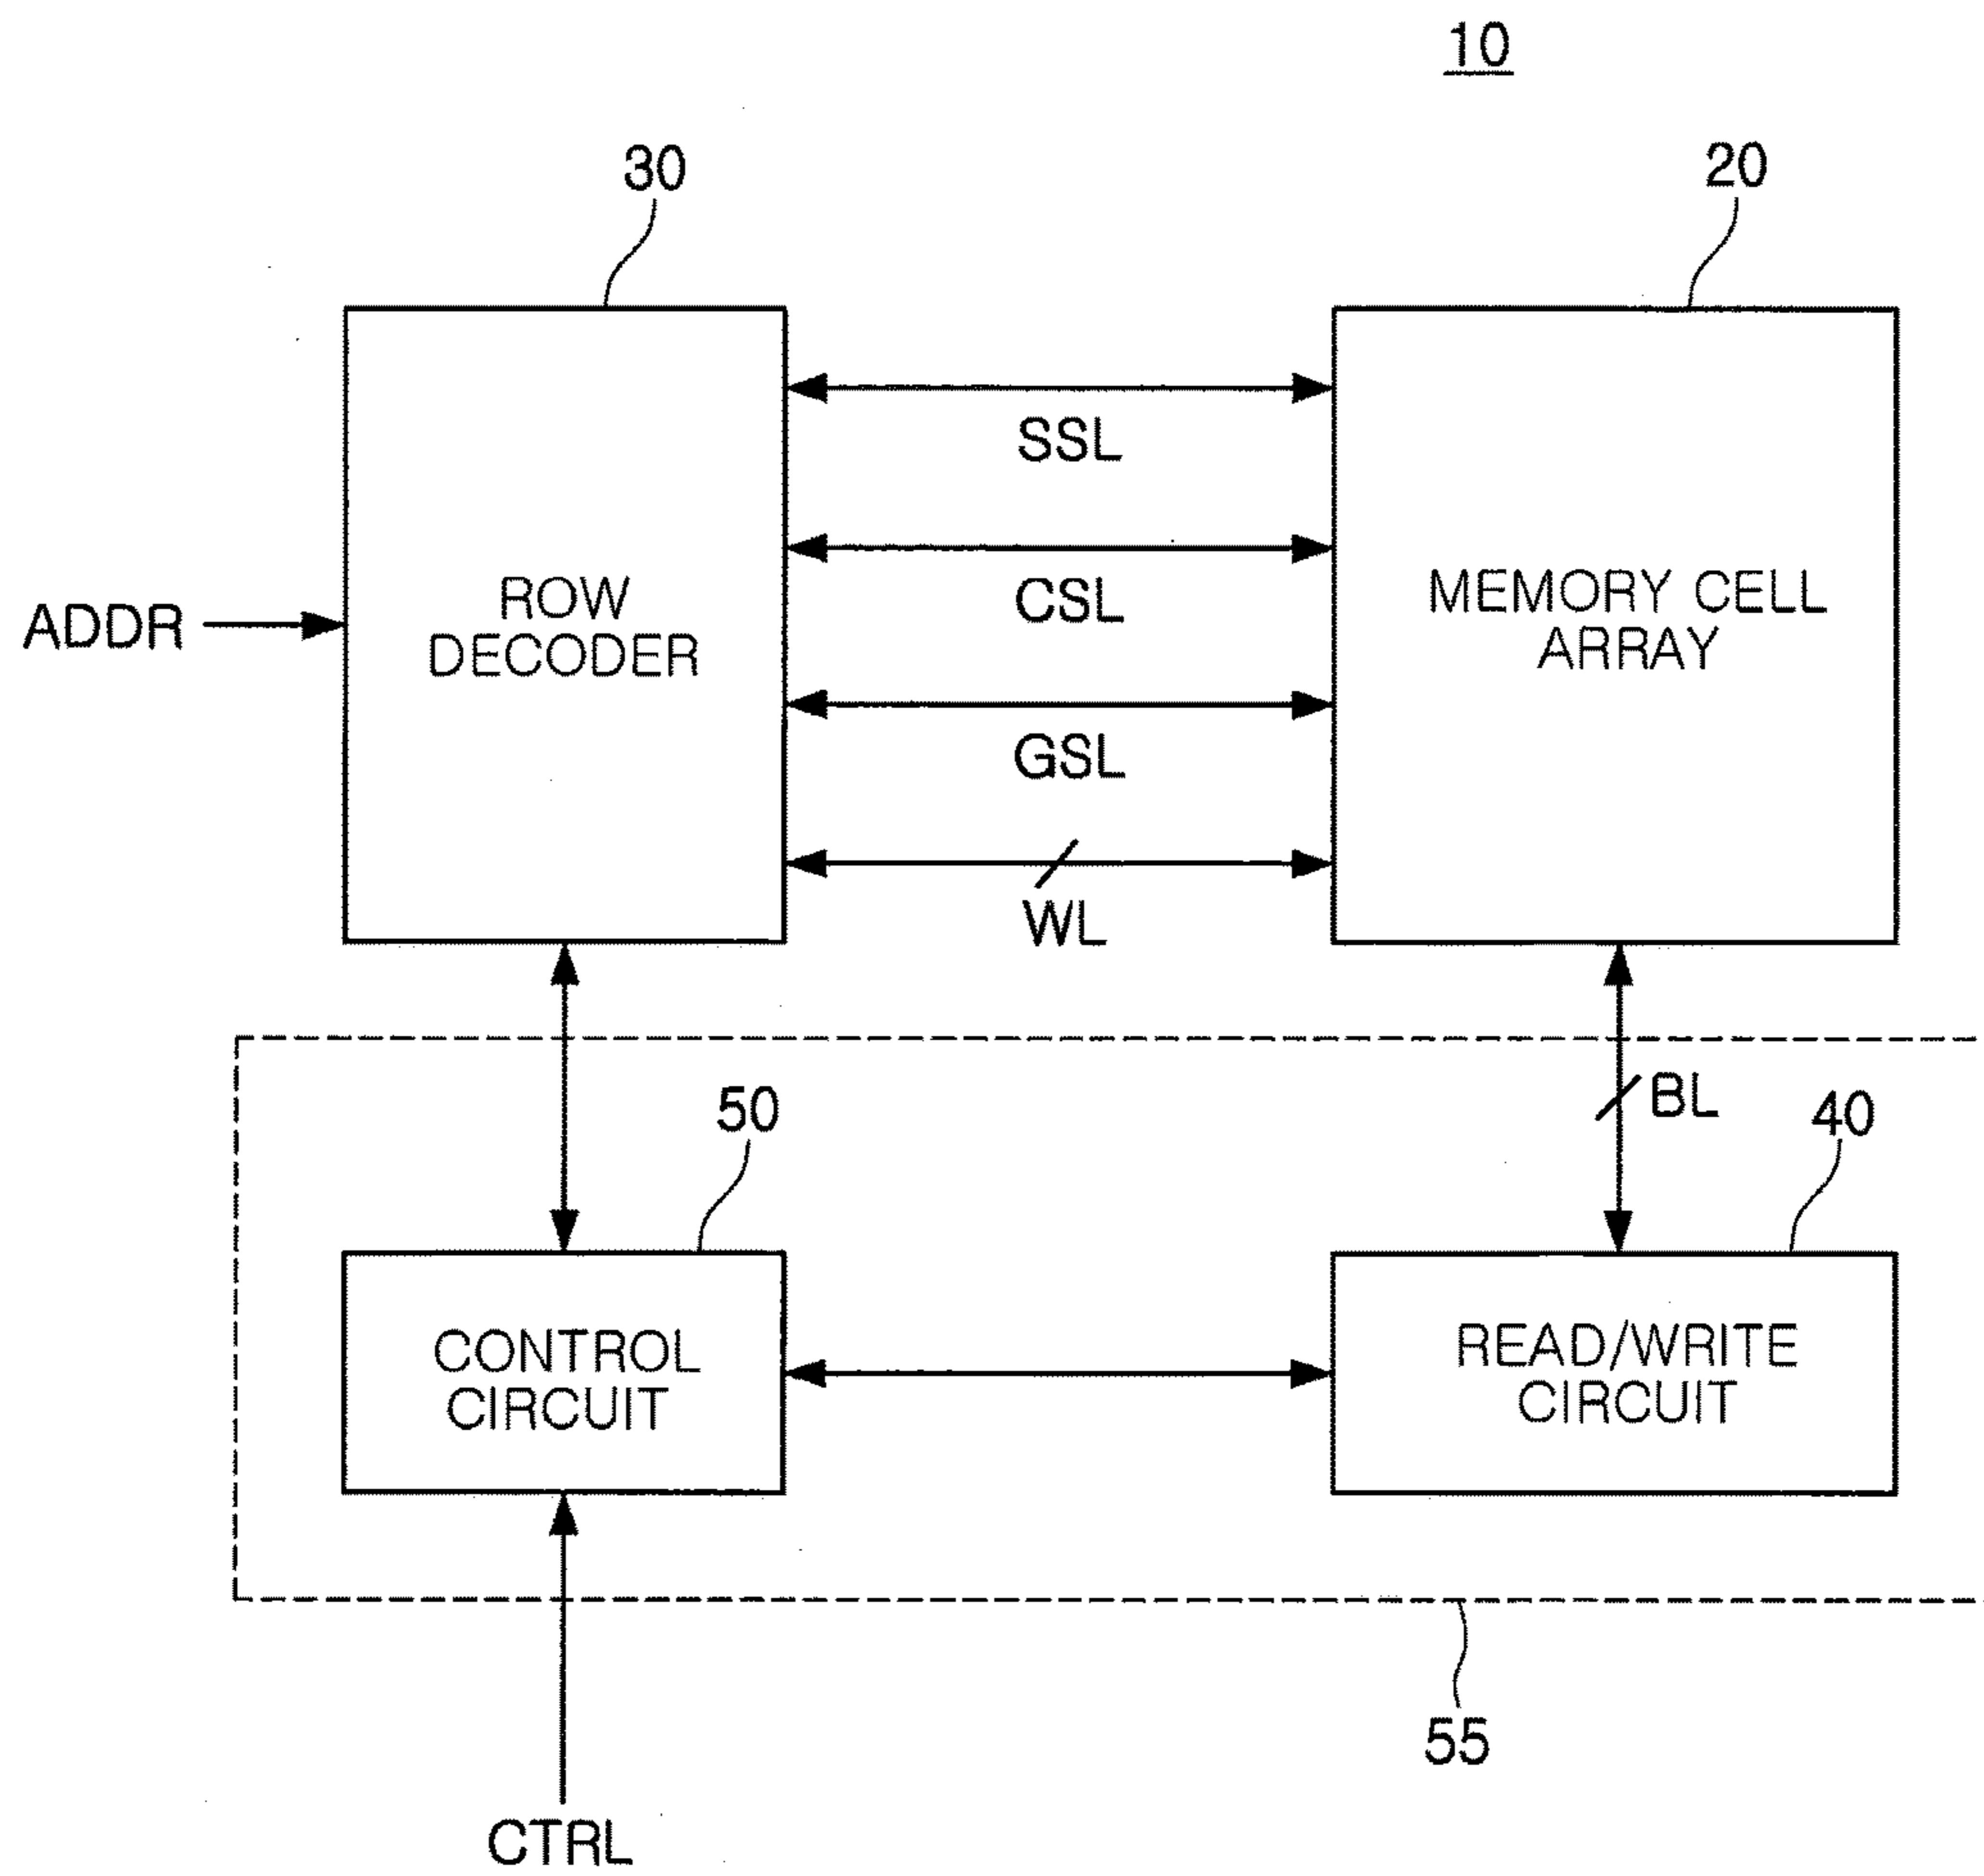 10
30
20
SSL
CSL
GSL
WL
ADDR
ROW
DECODER
MEMORY CELL
ARRAY
BL
50
40
CONTROL
CIRCUIT
READ/WRITE
CIRCUIT
55
CTRL